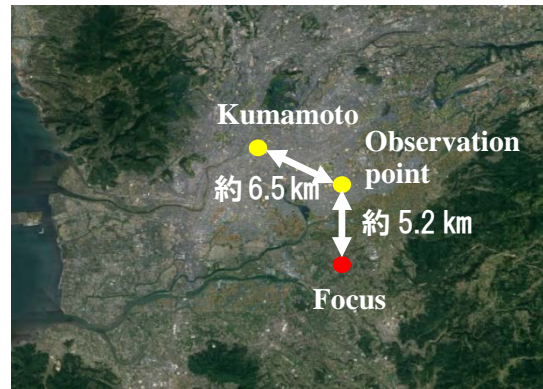 Kumamoto
Observation
point
約 6.5 km
約 5.2 km
Focus